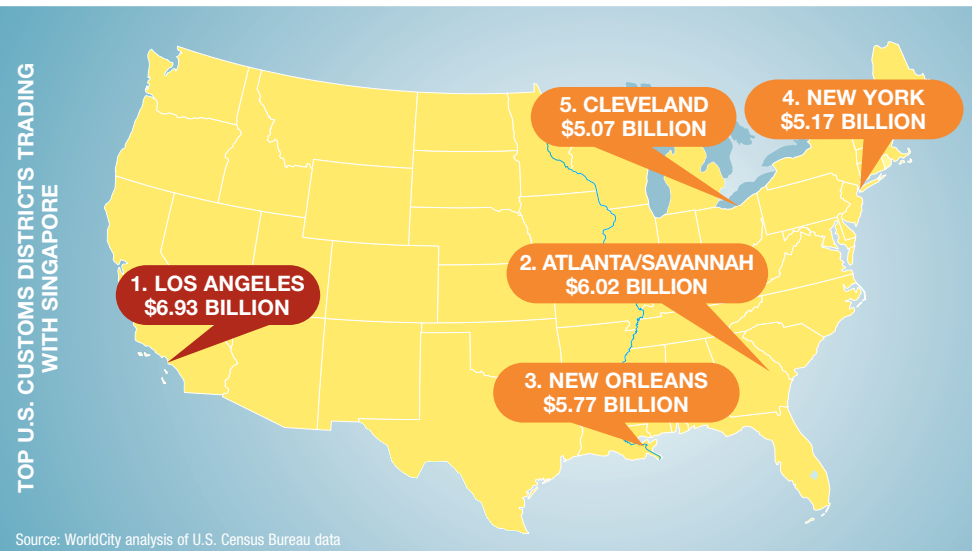 TOP U.S. CUSTOMS DISTRICTS TRADING
WITH SINGAPORE
5. CLEVELAND
$5.07 BILLION
4. NEW YORK
$5.17 BILLION
2. ATLANTA/SAVANNAH
$6.02 BILLION
1. LOS ANGELES
$6.93 BILLION
3. NEW ORLEANS
$5.77 BILLION
Source: WorldCity analysis of U.S. Census Bureau data